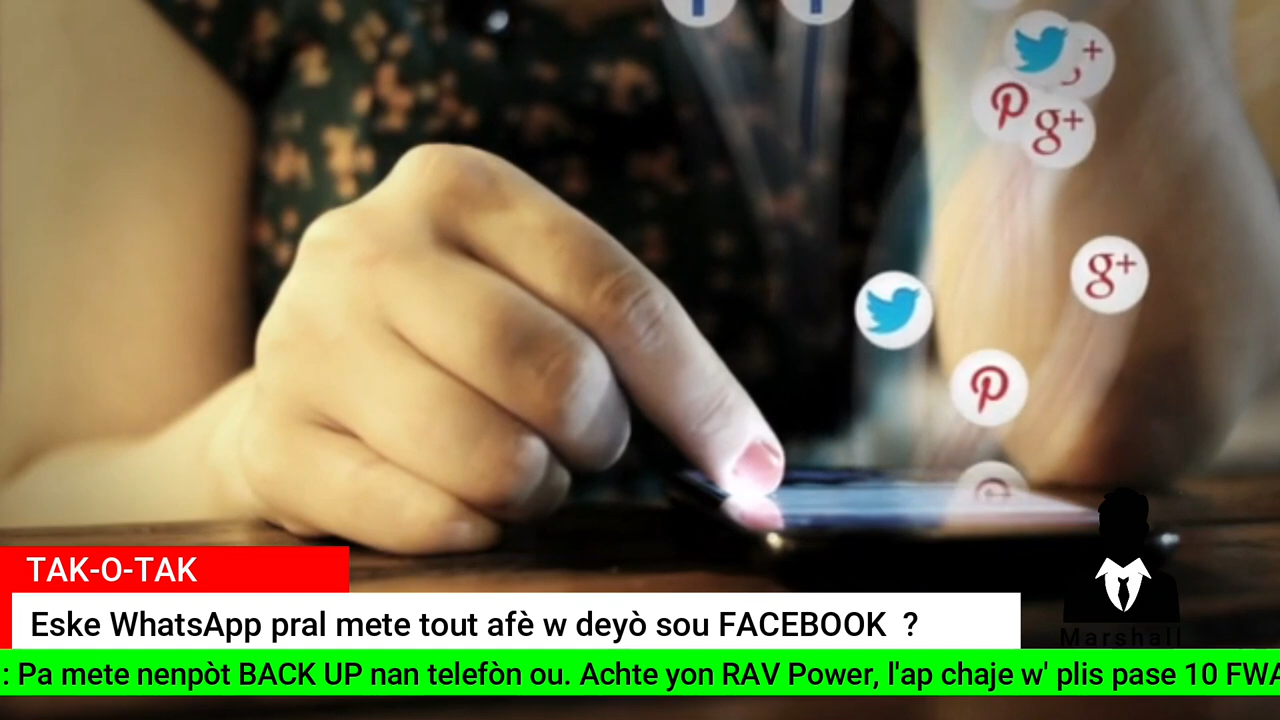 TAK-O-TAK
Eske WhatsApp pral mete tout afè w deyò sou FACEBOOK ?
Marshall
: Pa mete nenpòt BACK UP nan telefòn ou. Achte yon RAV Power, l'ap chaje w' plis pase 10 FWA